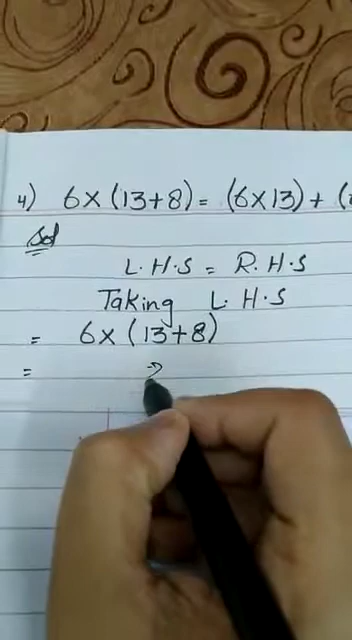 4) 6×(13+8) = (6×13) + (
Sol
L.H.S = R.H.S
Taking L.H.S
= 6×(13+8)
=